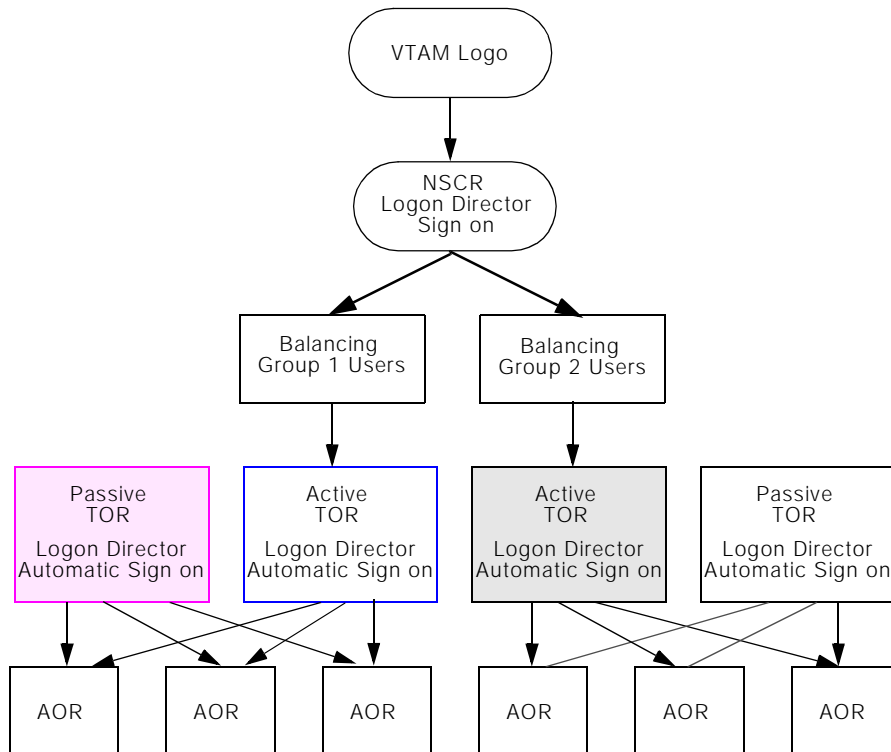 VTAM Logo
NSCR
Logon Director
Sign on
Balancing
Group 1 Users
Balancing
Group 2 Users
Passive
TOR
Logon Director
Automatic Sign on
Active
TOR
Logon Director
Automatic Sign on
Active
TOR
Logon Director
Automatic Sign on
Passive
TOR
Logon Director
Automatic Sign on
AOR
AOR
AOR
AOR
AOR
AOR